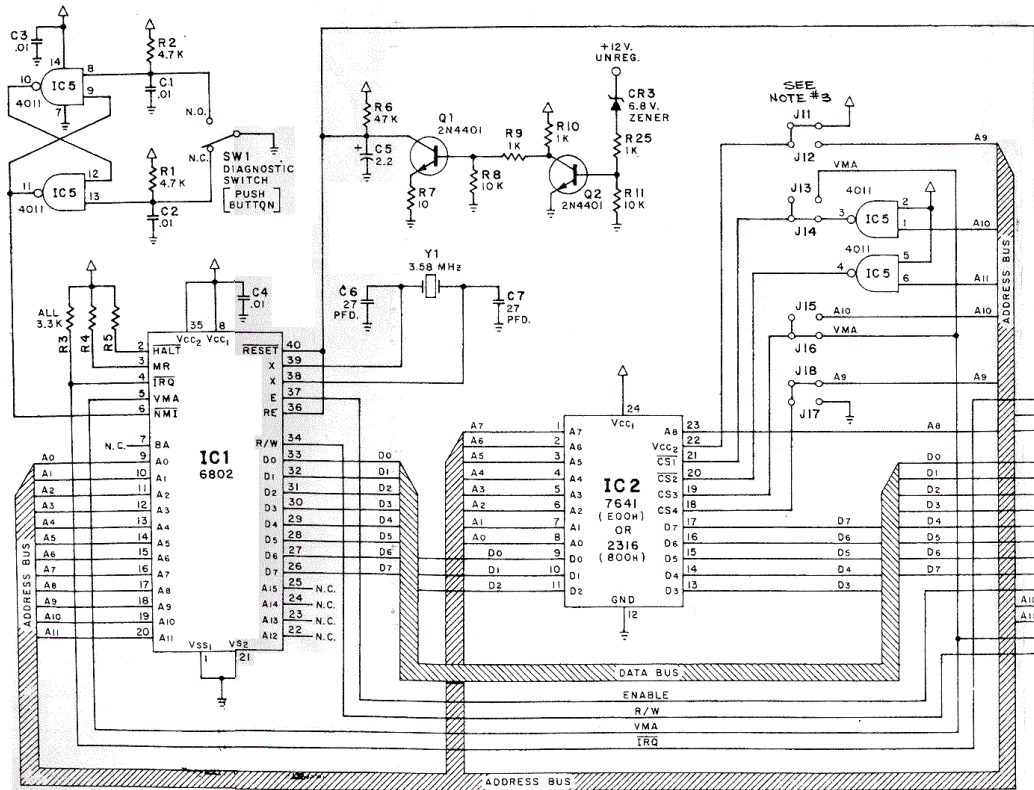 C3
.01
14
10
8
9
IC5
4011
7
R2
4.7K
C1
.01
N.O.
N.C.
SW1
DIAGNOSTIC
SWITCH
[PUSH
BUTTON]
R1
4.7K
C2
.01
11
12
13
IC5
4011
R6
47K
C5
2.2
+
Q1
2N4401
R7
10
R8
10K
R9
1K
R10
1K
Q2
2N4401
+12V.
UNREG.
CR3
6.8 V.
ZENER
R25
1K
R11
10K
Y1
3.58 MHz
C6
27
PFD.
C7
27
PFD.
SEE
NOTE #3
J11
J12
A9
VMA
J13
J14
4011
3
IC5
2
1
A10
4011
4
IC5
5
6
A11
J15
A10
A10
VMA
J16
J18
A9
A9
J17
ADDRESS BUS
ALL
3.3K
R3
R4
R5
C4
.01
35
8
VCC2
VCC1
2 HALT
3 MR
4 IRQ
5 VMA
6 NMI
N.C. 7 BA
A0 9 A0
A1 10 A1
A2 11 A2
A3 12 A3
A4 13 A4
A5 14 A5
A6 15 A6
A7 16 A7
A8 17 A8
A9 18 A9
A10 19 A10
A11 20 A11
IC1
6802
RESET 40
X 39
X 38
E 37
RE 36
R/W 34
D0 33 D0
D1 32 D1
D2 31 D2
D3 30 D3
D4 29 D4
D5 28 D5
D6 27 D6
D7 26 D7
A15 25 N.C.
A14 24 N.C.
A13 23 N.C.
A12 22 N.C.
VSS1
VS2
1
21
ADDRESS BUS
24
VCC1
A7 1 A7
A6 2 A6
A5 3 A5
A4 4 A4
A3 5 A3
A2 6 A2
A1 7 A1
A0 8 A0
D0 9 D0
D1 10 D1
D2 11 D2
IC2
7641
(E00H)
OR
2316
(800H)
A8 23 A8
VCC2 22
CS1 21
CS2 20
CS3 19
CS4 18
D7 17 D7
D6 16 D6
D5 15 D5
D4 14 D4
D3 13 D3
GND
12
D0
D1
D2
D3
D4
D6
D5
D7
A10
A11
DATA BUS
ENABLE
R/W
VMA
IRQ
ADDRESS BUS